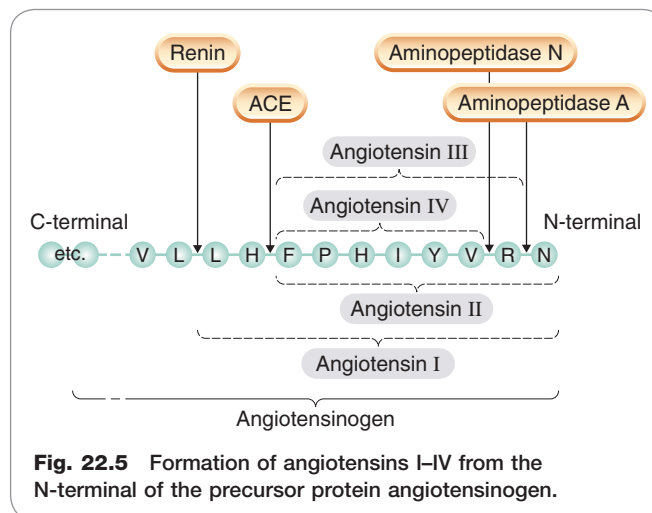 Renin
Aminopeptidase N
ACE
Aminopeptidase A
Angiotensin III
C-terminal
Angiotensin IV
N-terminal
etc. V L L H F P H I Y V R N
Angiotensin II
Angiotensin I
Angiotensinogen
Fig. 22.5 Formation of angiotensins I–IV from the
N-terminal of the precursor protein angiotensinogen.